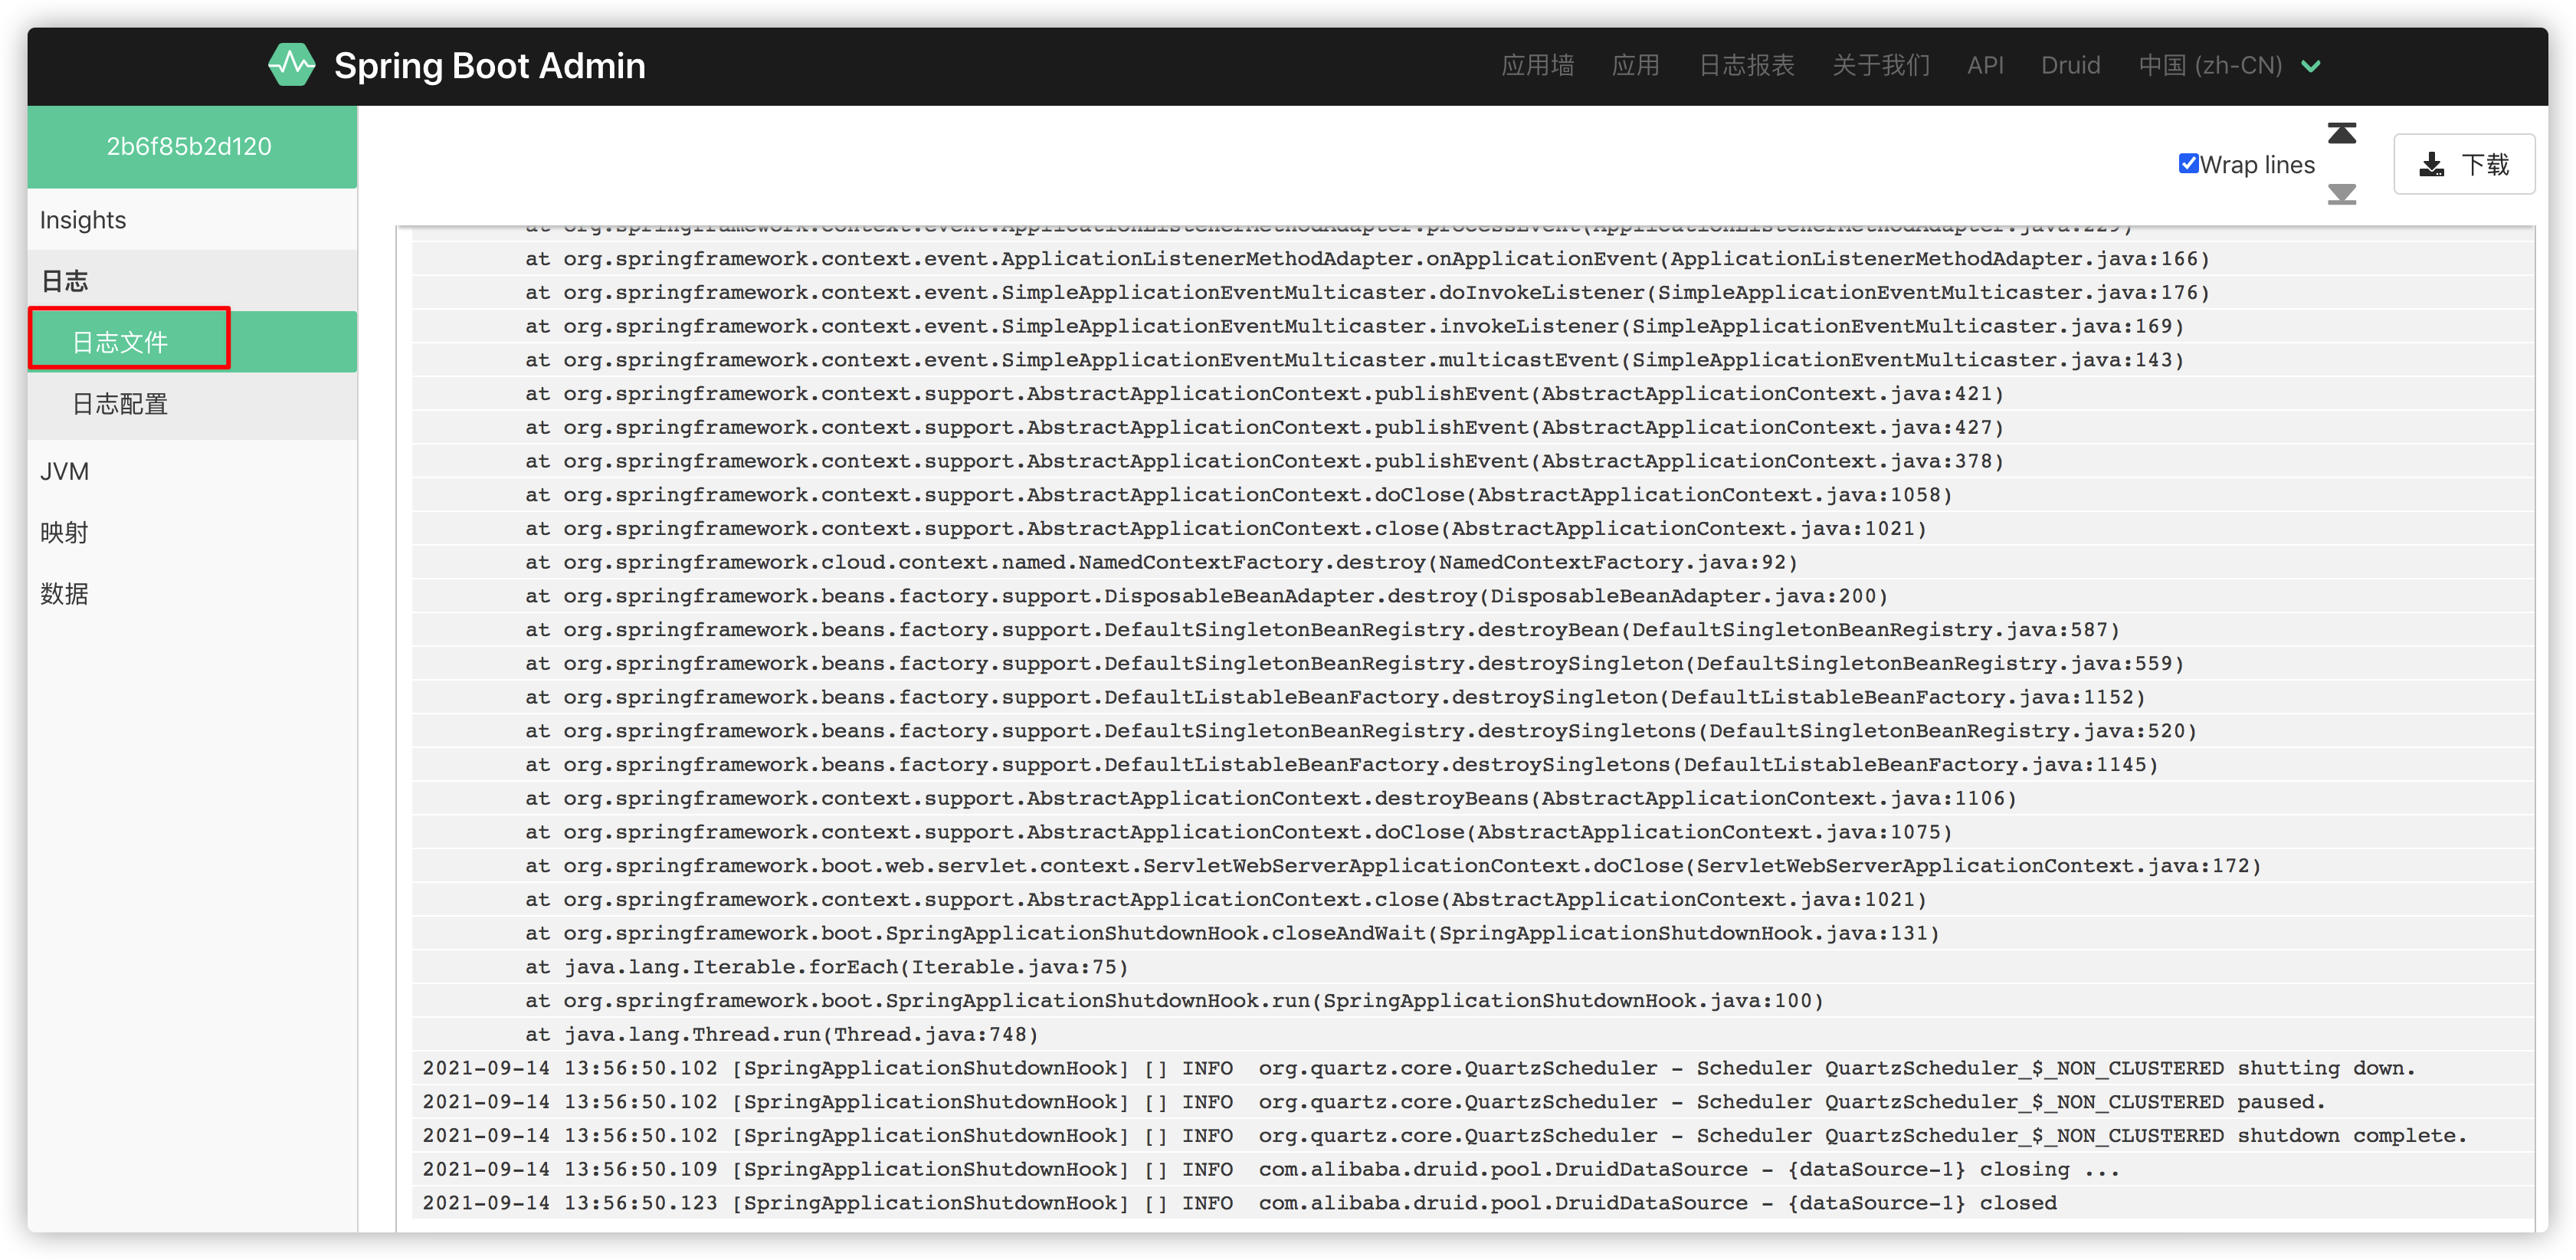 Spring Boot Admin
应用墙 应用 日志报表 关于我们 API Druid 中国 (zh-CN)
2b6f85b2d120
Insights
日志
日志文件
日志配置
JVM
映射
数据
Wrap lines
下载
at org.springframework.context.event.ApplicationListenerMethodAdapter.processEvent(ApplicationListenerMethodAdapter.java:229)
at org.springframework.context.event.ApplicationListenerMethodAdapter.onApplicationEvent(ApplicationListenerMethodAdapter.java:166)
at org.springframework.context.event.SimpleApplicationEventMulticaster.doInvokeListener(SimpleApplicationEventMulticaster.java:176)
at org.springframework.context.event.SimpleApplicationEventMulticaster.invokeListener(SimpleApplicationEventMulticaster.java:169)
at org.springframework.context.event.SimpleApplicationEventMulticaster.multicastEvent(SimpleApplicationEventMulticaster.java:143)
at org.springframework.context.support.AbstractApplicationContext.publishEvent(AbstractApplicationContext.java:421)
at org.springframework.context.support.AbstractApplicationContext.publishEvent(AbstractApplicationContext.java:427)
at org.springframework.context.support.AbstractApplicationContext.publishEvent(AbstractApplicationContext.java:378)
at org.springframework.context.support.AbstractApplicationContext.doClose(AbstractApplicationContext.java:1058)
at org.springframework.context.support.AbstractApplicationContext.close(AbstractApplicationContext.java:1021)
at org.springframework.cloud.context.named.NamedContextFactory.destroy(NamedContextFactory.java:92)
at org.springframework.beans.factory.support.DisposableBeanAdapter.destroy(DisposableBeanAdapter.java:200)
at org.springframework.beans.factory.support.DefaultSingletonBeanRegistry.destroyBean(DefaultSingletonBeanRegistry.java:587)
at org.springframework.beans.factory.support.DefaultSingletonBeanRegistry.destroySingleton(DefaultSingletonBeanRegistry.java:559)
at org.springframework.beans.factory.support.DefaultListableBeanFactory.destroySingleton(DefaultListableBeanFactory.java:1152)
at org.springframework.beans.factory.support.DefaultSingletonBeanRegistry.destroySingletons(DefaultSingletonBeanRegistry.java:520)
at org.springframework.beans.factory.support.DefaultListableBeanFactory.destroySingletons(DefaultListableBeanFactory.java:1145)
at org.springframework.context.support.AbstractApplicationContext.destroyBeans(AbstractApplicationContext.java:1106)
at org.springframework.context.support.AbstractApplicationContext.doClose(AbstractApplicationContext.java:1075)
at org.springframework.boot.web.servlet.context.ServletWebServerApplicationContext.doClose(ServletWebServerApplicationContext.java:172)
at org.springframework.context.support.AbstractApplicationContext.close(AbstractApplicationContext.java:1021)
at org.springframework.boot.SpringApplicationShutdownHook.closeAndWait(SpringApplicationShutdownHook.java:131)
at java.lang.Iterable.forEach(Iterable.java:75)
at org.springframework.boot.SpringApplicationShutdownHook.run(SpringApplicationShutdownHook.java:100)
at java.lang.Thread.run(Thread.java:748)
2021-09-14 13:56:50.102 [SpringApplicationShutdownHook] [] INFO  org.quartz.core.QuartzScheduler - Scheduler QuartzScheduler_$_NON_CLUSTERED shutting down.
2021-09-14 13:56:50.102 [SpringApplicationShutdownHook] [] INFO  org.quartz.core.QuartzScheduler - Scheduler QuartzScheduler_$_NON_CLUSTERED paused.
2021-09-14 13:56:50.102 [SpringApplicationShutdownHook] [] INFO  org.quartz.core.QuartzScheduler - Scheduler QuartzScheduler_$_NON_CLUSTERED shutdown complete.
2021-09-14 13:56:50.109 [SpringApplicationShutdownHook] [] INFO  com.alibaba.druid.pool.DruidDataSource - {dataSource-1} closing ...
2021-09-14 13:56:50.123 [SpringApplicationShutdownHook] [] INFO  com.alibaba.druid.pool.DruidDataSource - {dataSource-1} closed